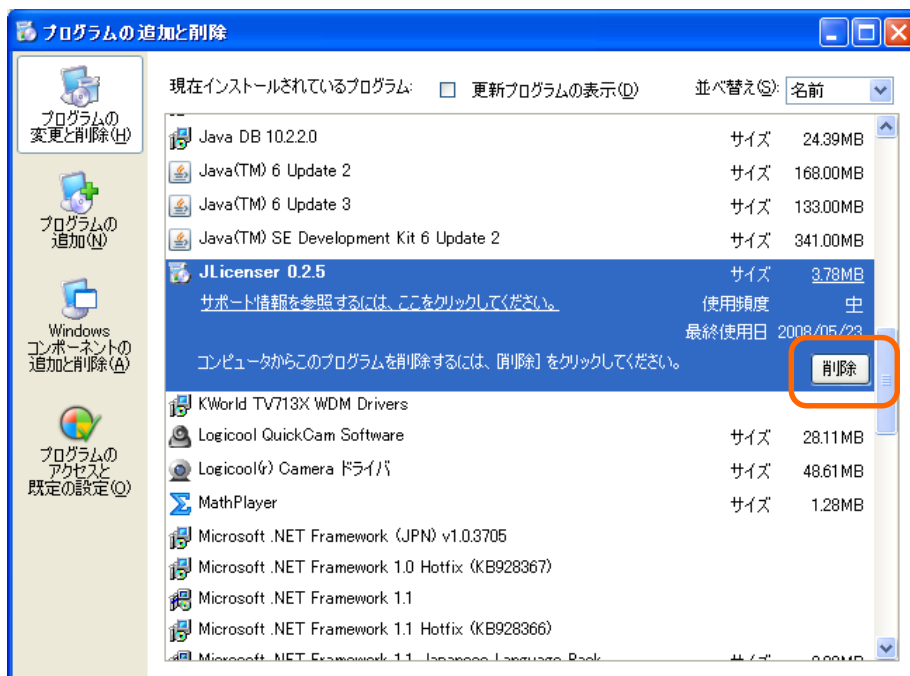 プログラムの追加と削除
現在インストールされているプログラム: 更新プログラムの表示(D) 並べ替え(S): 名前
プログラムの
変更と削除(H)
プログラムの
追加(N)
Windows
コンポーネントの
追加と削除(A)
プログラムの
アクセスと
既定の設定(O)
Java DB 10.2.2.0 サイズ 24.39MB
Java(TM) 6 Update 2 サイズ 168.00MB
Java(TM) 6 Update 3 サイズ 133.00MB
Java(TM) SE Development Kit 6 Update 2 サイズ 341.00MB
JLicenser 0.2.5 サイズ 3.78MB
サポート情報を参照するには、ここをクリックしてください。 使用頻度 中
最終使用日 2008/05/23
コンピュータからこのプログラムを削除するには、[削除] をクリックしてください。 削除
KWorld TV713X WDM Drivers
Logicool QuickCam Software サイズ 28.11MB
Logicool(r) Camera ドライバ サイズ 48.61MB
MathPlayer サイズ 1.28MB
Microsoft .NET Framework (JPN) v1.0.3705
Microsoft .NET Framework 1.0 Hotfix (KB928367)
Microsoft .NET Framework 1.1
Microsoft .NET Framework 1.1 Hotfix (KB928366)
Microsoft .NET Framework 1.1 Japanese Language Pack サイズ